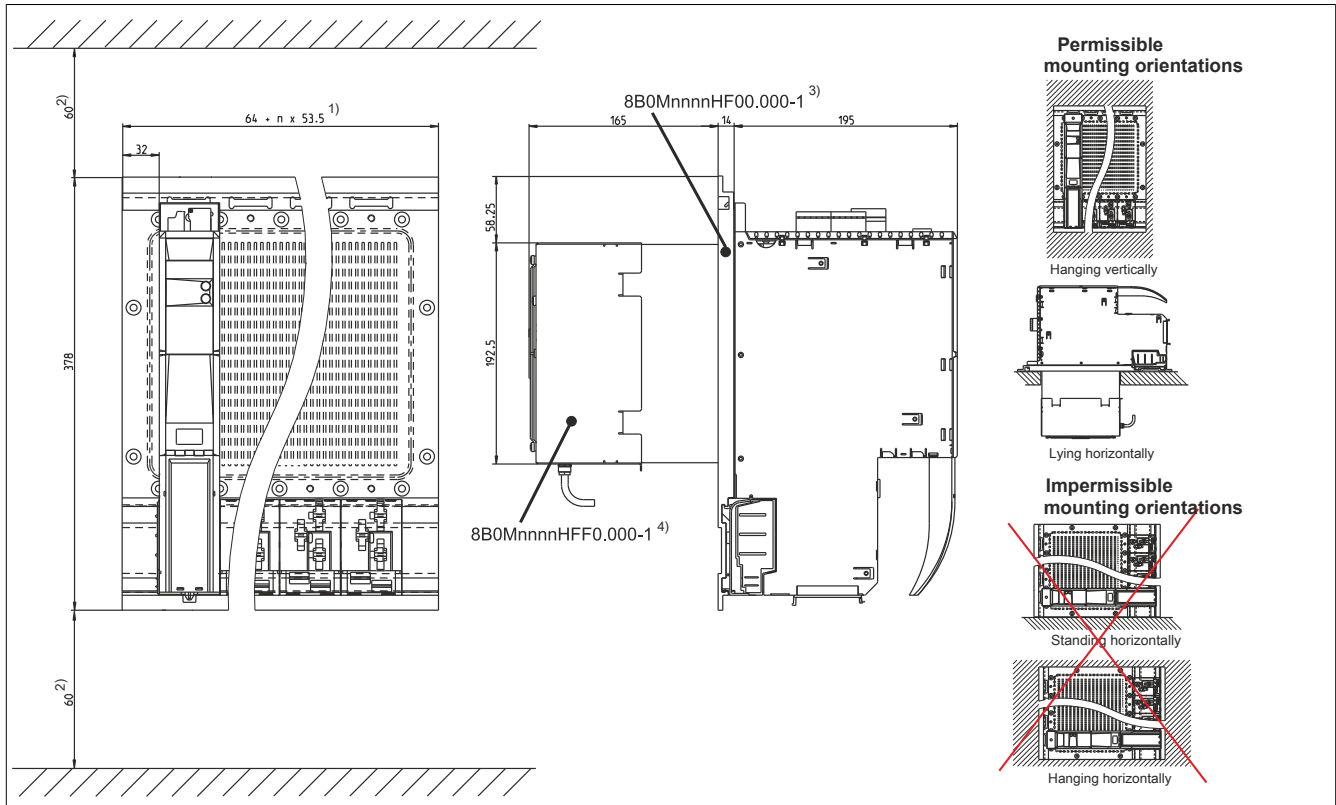 60 2)
64 + n x 53.5 1)
32
378
60 2)
8B0MnnnnHF00.000-1 3)
165
14
195
58.25
192.5
8B0MnnnnHFF0.000-1 4)
Permissible
mounting orientations
Hanging vertically
Lying horizontally
Impermissible
mounting orientations
Standing horizontally
Hanging horizontally